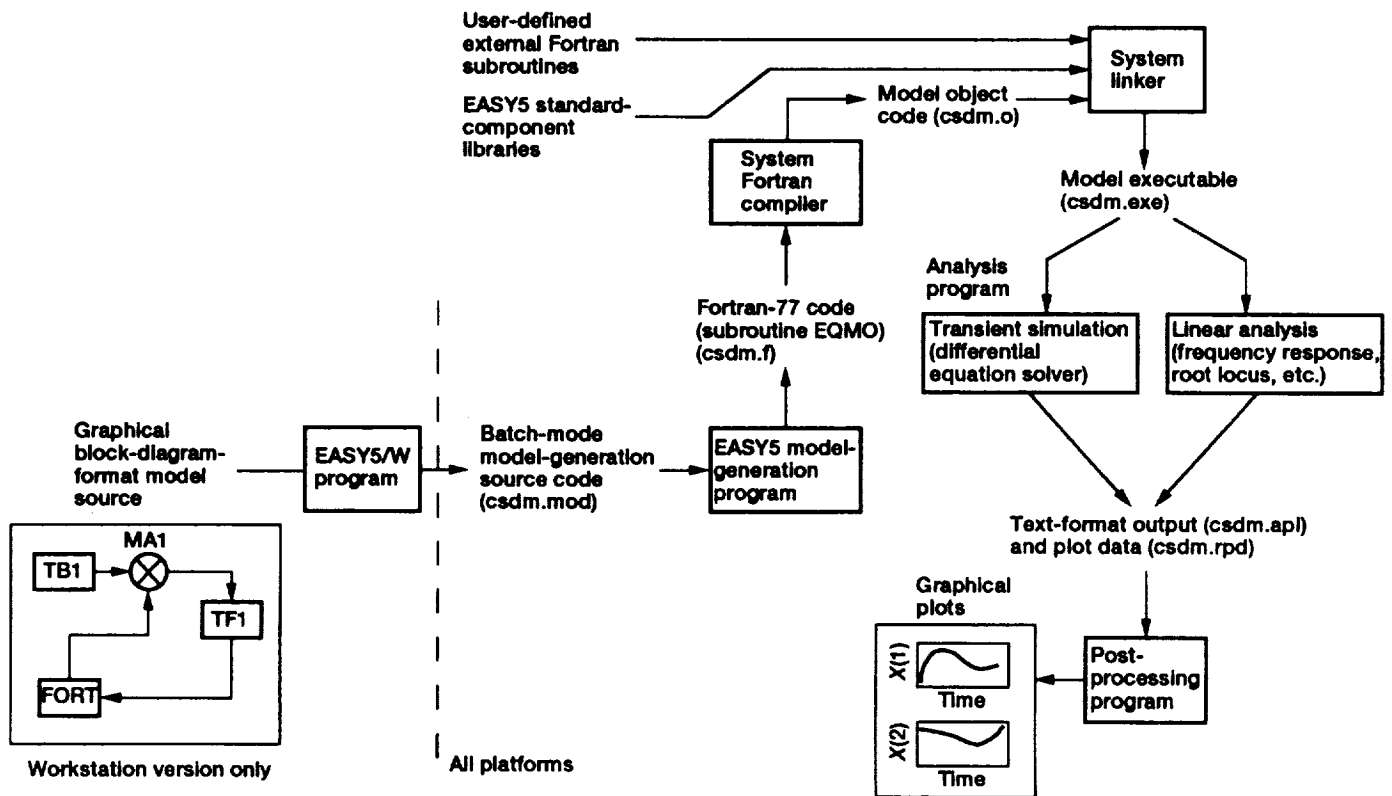 User-defined
external Fortran
subroutines
EASY5 standard-
component
libraries
System
linker
Model object
code (csdm.o)
System
Fortran
compiler
Model executable
(csdm.exe)
Analysis
program
Transient simulation
(differential
equation solver)
Linear analysis
(frequency response,
root locus, etc.)
Fortran-77 code
(subroutine EQMO)
(csdm.f)
Graphical
block-diagram-
format model
source
EASY5/W
program
Batch-mode
model-generation
source code
(csdm.mod)
EASY5 model-
generation
program
Text-format output (csdm.apl)
and plot data (csdm.rpd)
MA1
TB1
TF1
FORT
Workstation version only
All platforms
Graphical
plots
X(1)
Time
X(2)
Time
Post-
processing
program